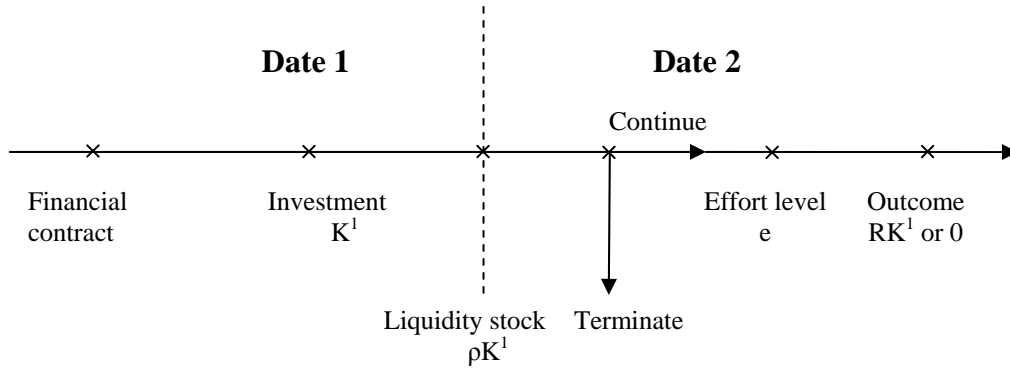 Date 1
Date 2
Continue
Financial
contract
Investment
K¹
Effort level
e
Outcome
RK¹ or 0
Liquidity stock
ρK¹
Terminate